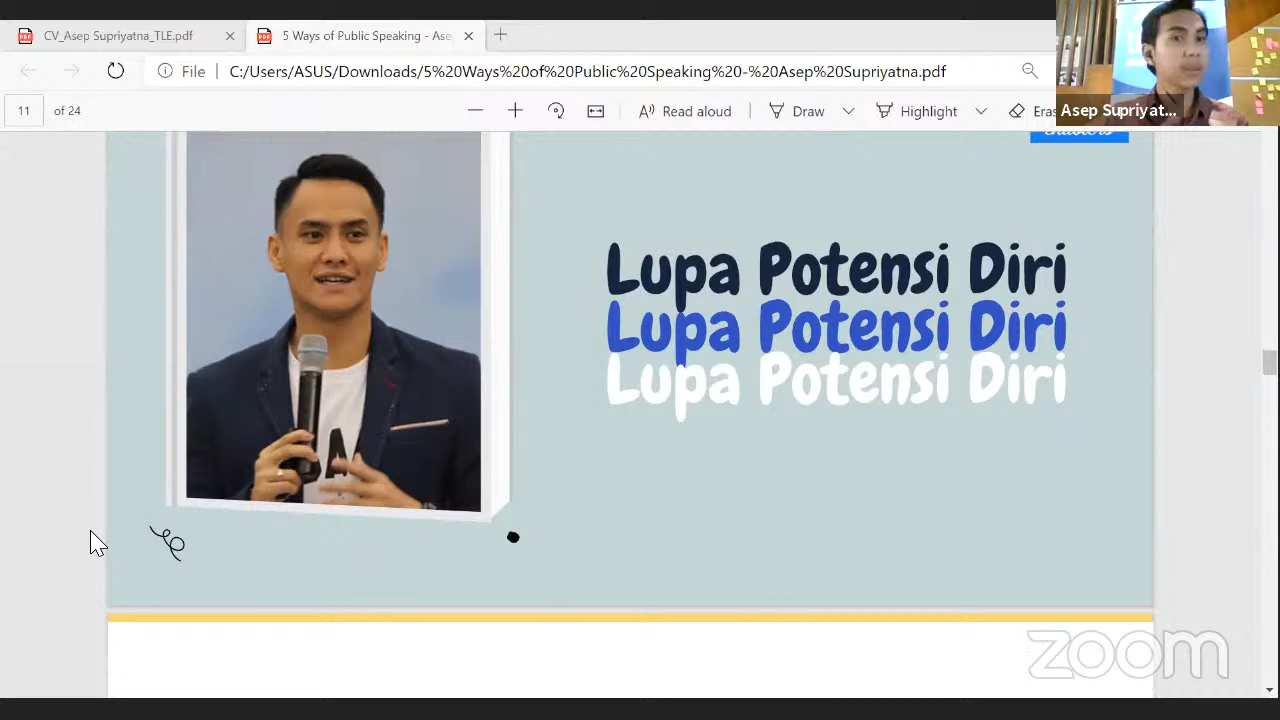 CV_Asep Supriyatna_TLE.pdf
5 Ways of Public Speaking - Ase
File
C:/Users/ASUS/Downloads/5%20Ways%20of%20Public%20Speaking%20-%20Asep%20Supriyatna.pdf
11 of 24
Read aloud
Draw
Highlight
Eras
Asep Supriyat...
Lupa Potensi Diri
Lupa Potensi Diri
Lupa Potensi Diri
zoom